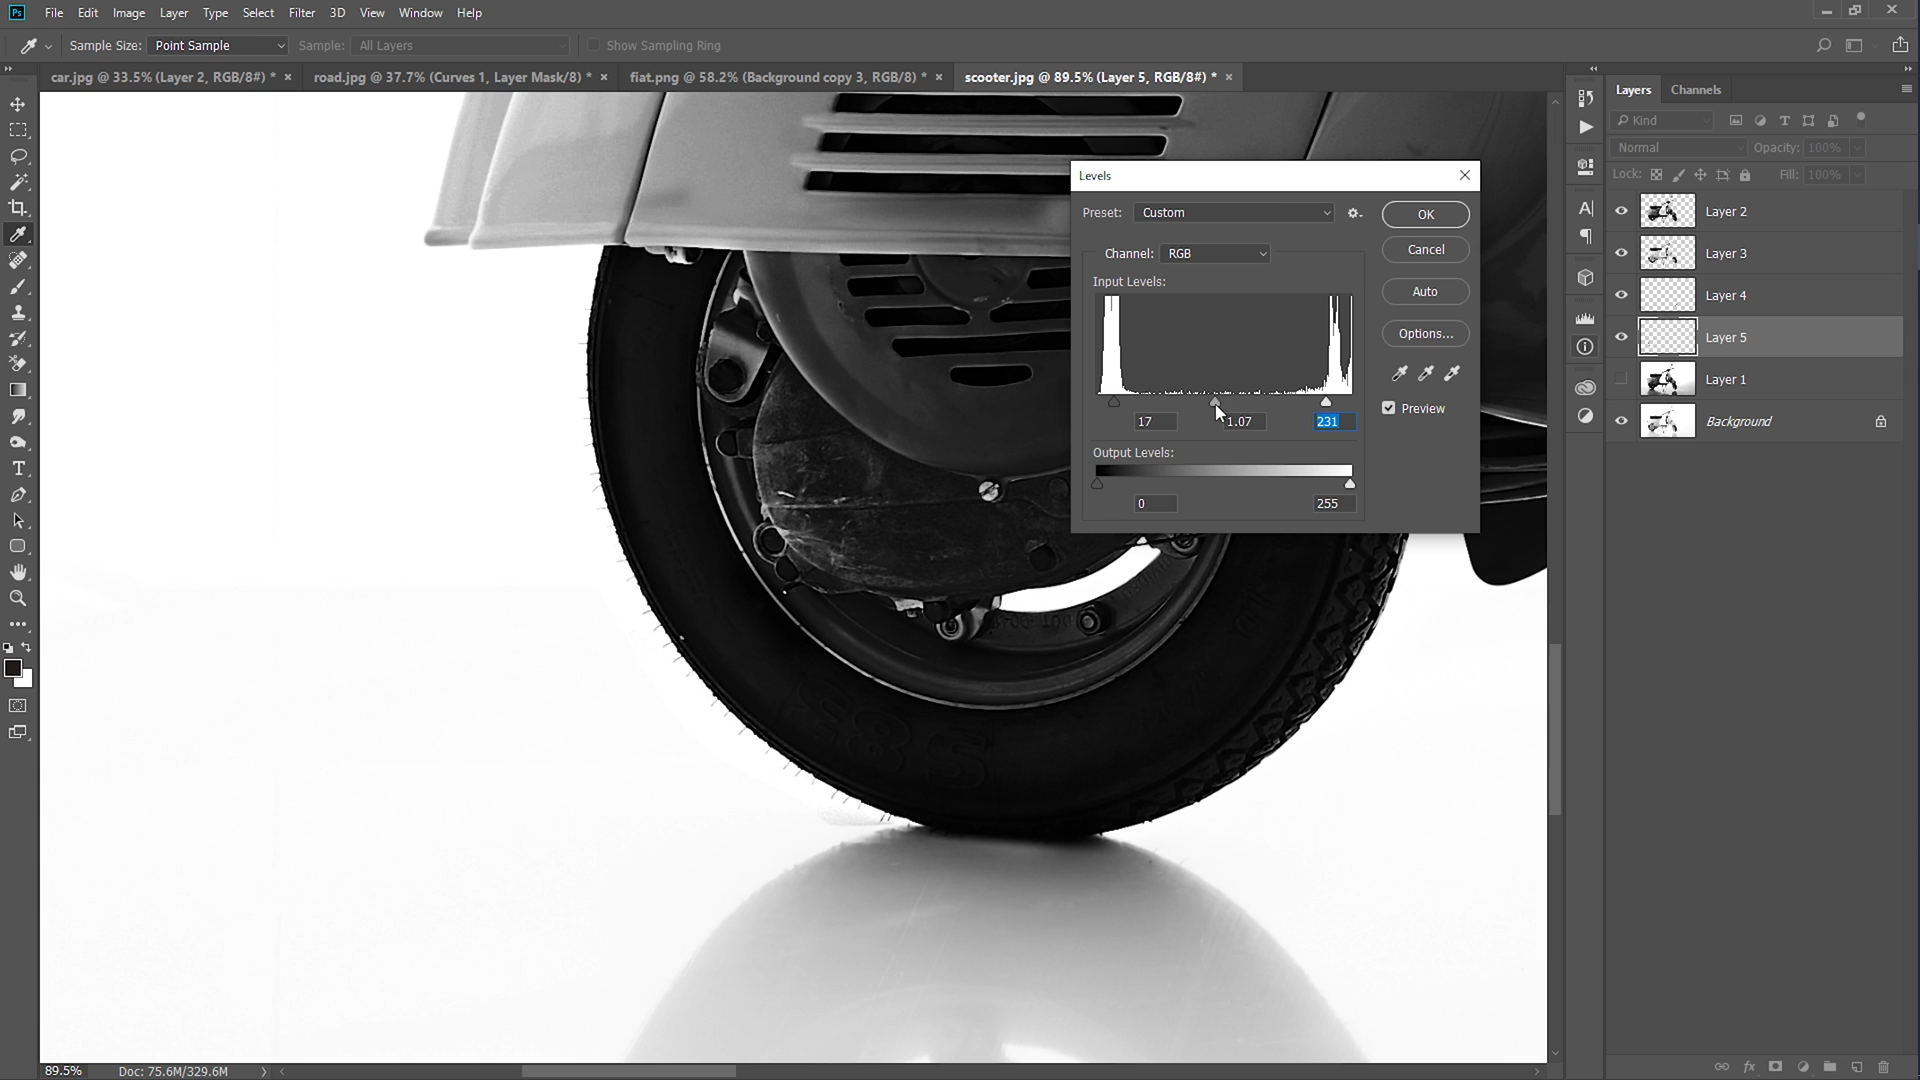 Ps File Edit Image Layer Type Select Filter 3D View Window Help
Sample Size: Point Sample Sample: All Layers Show Sampling Ring
car.jpg @ 33.5% (Layer 2, RGB/8#) * × road.jpg @ 37.7% (Curves 1, Layer Mask/8) * × fiat.png @ 58.2% (Background copy 3, RGB/8) * × scooter.jpg @ 89.5% (Layer 5, RGB/8#) * ×
Layers Channels
Kind
Normal Opacity: 100%
Lock: Fill: 100%
Layer 2
Layer 3
Layer 4
Layer 5
Layer 1
Background
Levels
Preset: Custom
OK
Channel: RGB
Cancel
Input Levels:
Auto
Options...
Preview
17 1.07 231
Output Levels:
0 255
89.5% Doc: 75.6M/329.6M